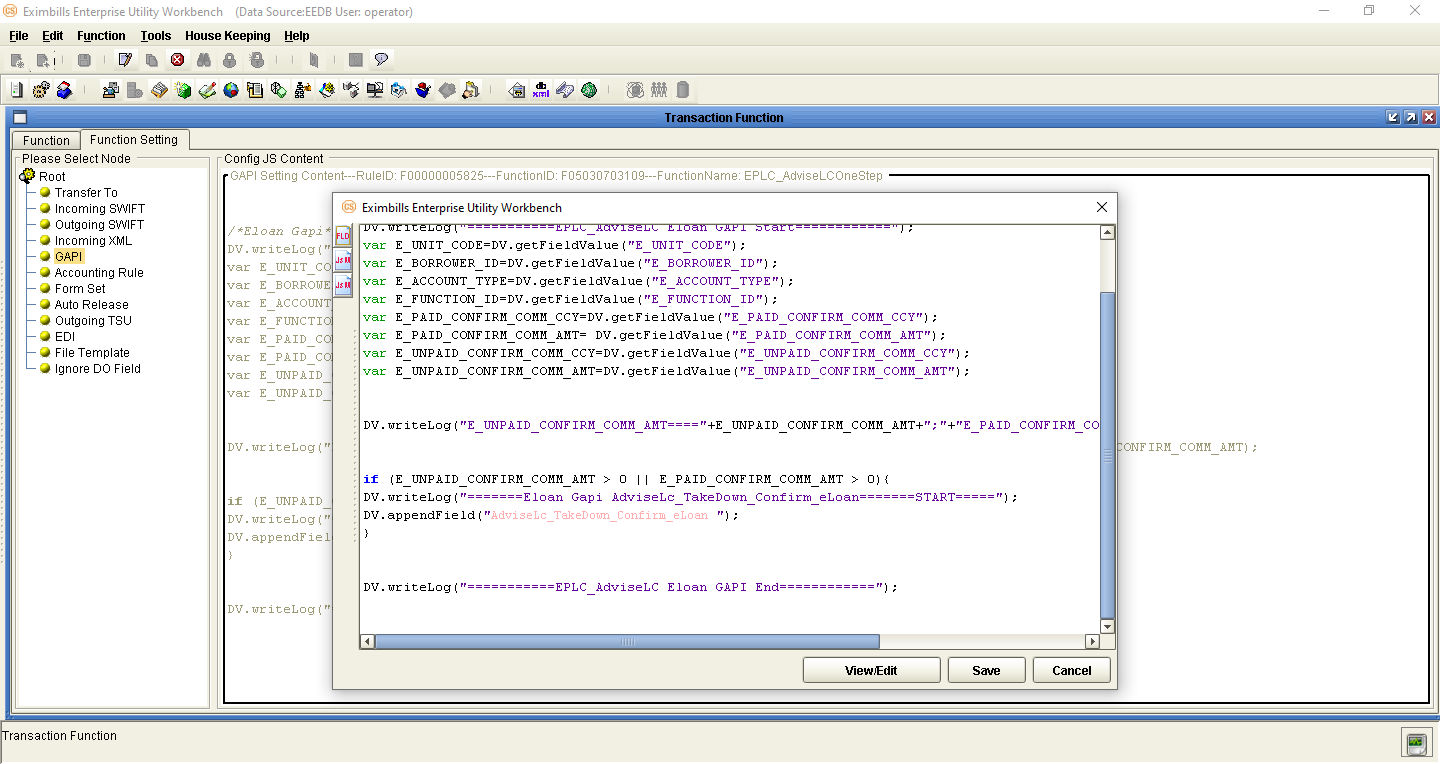 CS Eximbills Enterprise Utility Workbench (Data Source:EEDB User: operator)
File Edit Function Tools House Keeping Help
db
xml
Transaction Function
Function Function Setting
Please Select Node
Root
Transfer To
Incoming SWIFT
Outgoing SWIFT
Incoming XML
GAPI
Accounting Rule
Form Set
Auto Release
Outgoing TSU
EDI
File Template
Ignore DO Field
Config JS Content
GAPI Setting Content---RuleID: F00000005825---FunctionID: F05030703109---FunctionName: EPLC_AdviseLCOneStep
/*Eloan Gapi*
DV.writeLog("
var E_UNIT_CO
var E_BORROWE
var E_ACCOUNT
var E_FUNCTION
var E_PAID_CO
var E_PAID_CO
var E_UNPAID_
var E_UNPAID_
DV.writeLog("
CONFIRM_COMM_AMT);
if (E_UNPAID_
DV.writeLog("
DV.appendFiel
}
DV.writeLog("
CS Eximbills Enterprise Utility Workbench
FLD
JS M
JS M
DV.writeLog("===========EPLC_AdviseLC Eloan GAPI Start============");
var E_UNIT_CODE=DV.getFieldValue("E_UNIT_CODE");
var E_BORROWER_ID=DV.getFieldValue("E_BORROWER_ID");
var E_ACCOUNT_TYPE=DV.getFieldValue("E_ACCOUNT_TYPE");
var E_FUNCTION_ID=DV.getFieldValue("E_FUNCTION_ID");
var E_PAID_CONFIRM_COMM_CCY=DV.getFieldValue("E_PAID_CONFIRM_COMM_CCY");
var E_PAID_CONFIRM_COMM_AMT= DV.getFieldValue("E_PAID_CONFIRM_COMM_AMT");
var E_UNPAID_CONFIRM_COMM_CCY=DV.getFieldValue("E_UNPAID_CONFIRM_COMM_CCY");
var E_UNPAID_CONFIRM_COMM_AMT=DV.getFieldValue("E_UNPAID_CONFIRM_COMM_AMT");
DV.writeLog("E_UNPAID_CONFIRM_COMM_AMT===="+E_UNPAID_CONFIRM_COMM_AMT+";"+"E_PAID_CONFIRM_CO
if (E_UNPAID_CONFIRM_COMM_AMT > 0 || E_PAID_CONFIRM_COMM_AMT > 0){
DV.writeLog("=======Eloan Gapi AdviseLc_TakeDown_Confirm_eLoan=======START=====");
DV.appendField("AdviseLc_TakeDown_Confirm_eLoan ");
}
DV.writeLog("===========EPLC_AdviseLC Eloan GAPI End============");
View/Edit Save Cancel
Transaction Function